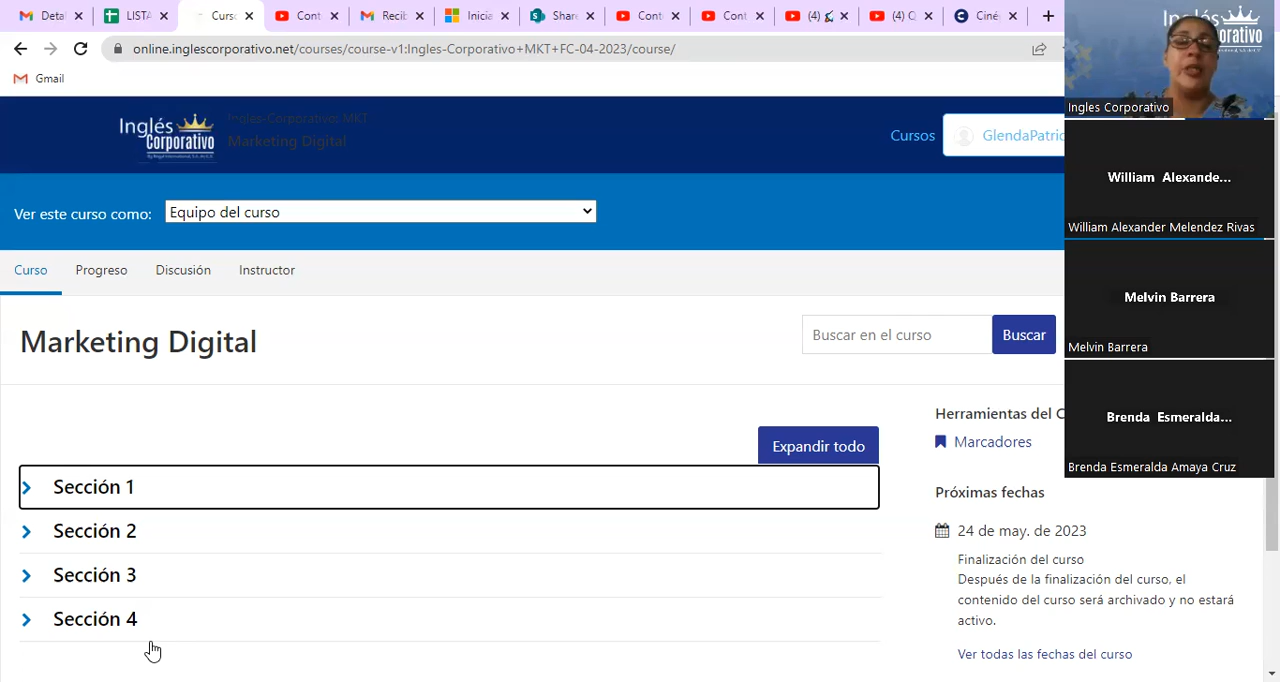 Detal
LISTA
Curso
Cont
Recib
Inicia
Share
Cont
Cont
(4)
(4) Q
Ciné
online.inglescorporativo.net/courses/course-v1:Ingles-Corporativo+MKT+FC-04-2023/course/
Gmail
Inglés
Corporativo
Ingles-Corporativo: MKT
Marketing Digital
Cursos
GlendaPatric
Ver este curso como:
Equipo del curso
Curso
Progreso
Discusión
Instructor
Marketing Digital
Buscar en el curso
Buscar
Expandir todo
Sección 1
Sección 2
Sección 3
Sección 4
Herramientas del C
Marcadores
Próximas fechas
24 de may. de 2023
Finalización del curso
Después de la finalización del curso, el
contenido del curso será archivado y no estará
activo.
Ver todas las fechas del curso
Inglés
orativo
Ingles Corporativo
William Alexande...
William Alexander Melendez Rivas
Melvin Barrera
Melvin Barrera
Brenda Esmeralda...
Brenda Esmeralda Amaya Cruz